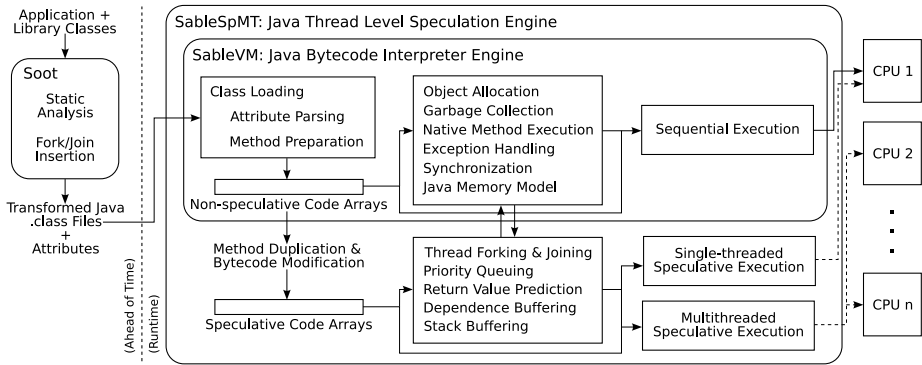 Application +
Library Classes
Soot
Static
Analysis
Fork/Join
Insertion
Transformed Java
.class Files
+
Attributes
(Ahead of Time)
(Runtime)
SableSpMT: Java Thread Level Speculation Engine
SableVM: Java Bytecode Interpreter Engine
Class Loading
Attribute Parsing
Method Preparation
Non-speculative Code Arrays
Object Allocation
Garbage Collection
Native Method Execution
Exception Handling
Synchronization
Java Memory Model
Sequential Execution
Method Duplication &
Bytecode Modification
Speculative Code Arrays
Thread Forking & Joining
Priority Queuing
Return Value Prediction
Dependence Buffering
Stack Buffering
Single-threaded
Speculative Execution
Multithreaded
Speculative Execution
CPU 1
CPU 2
CPU n